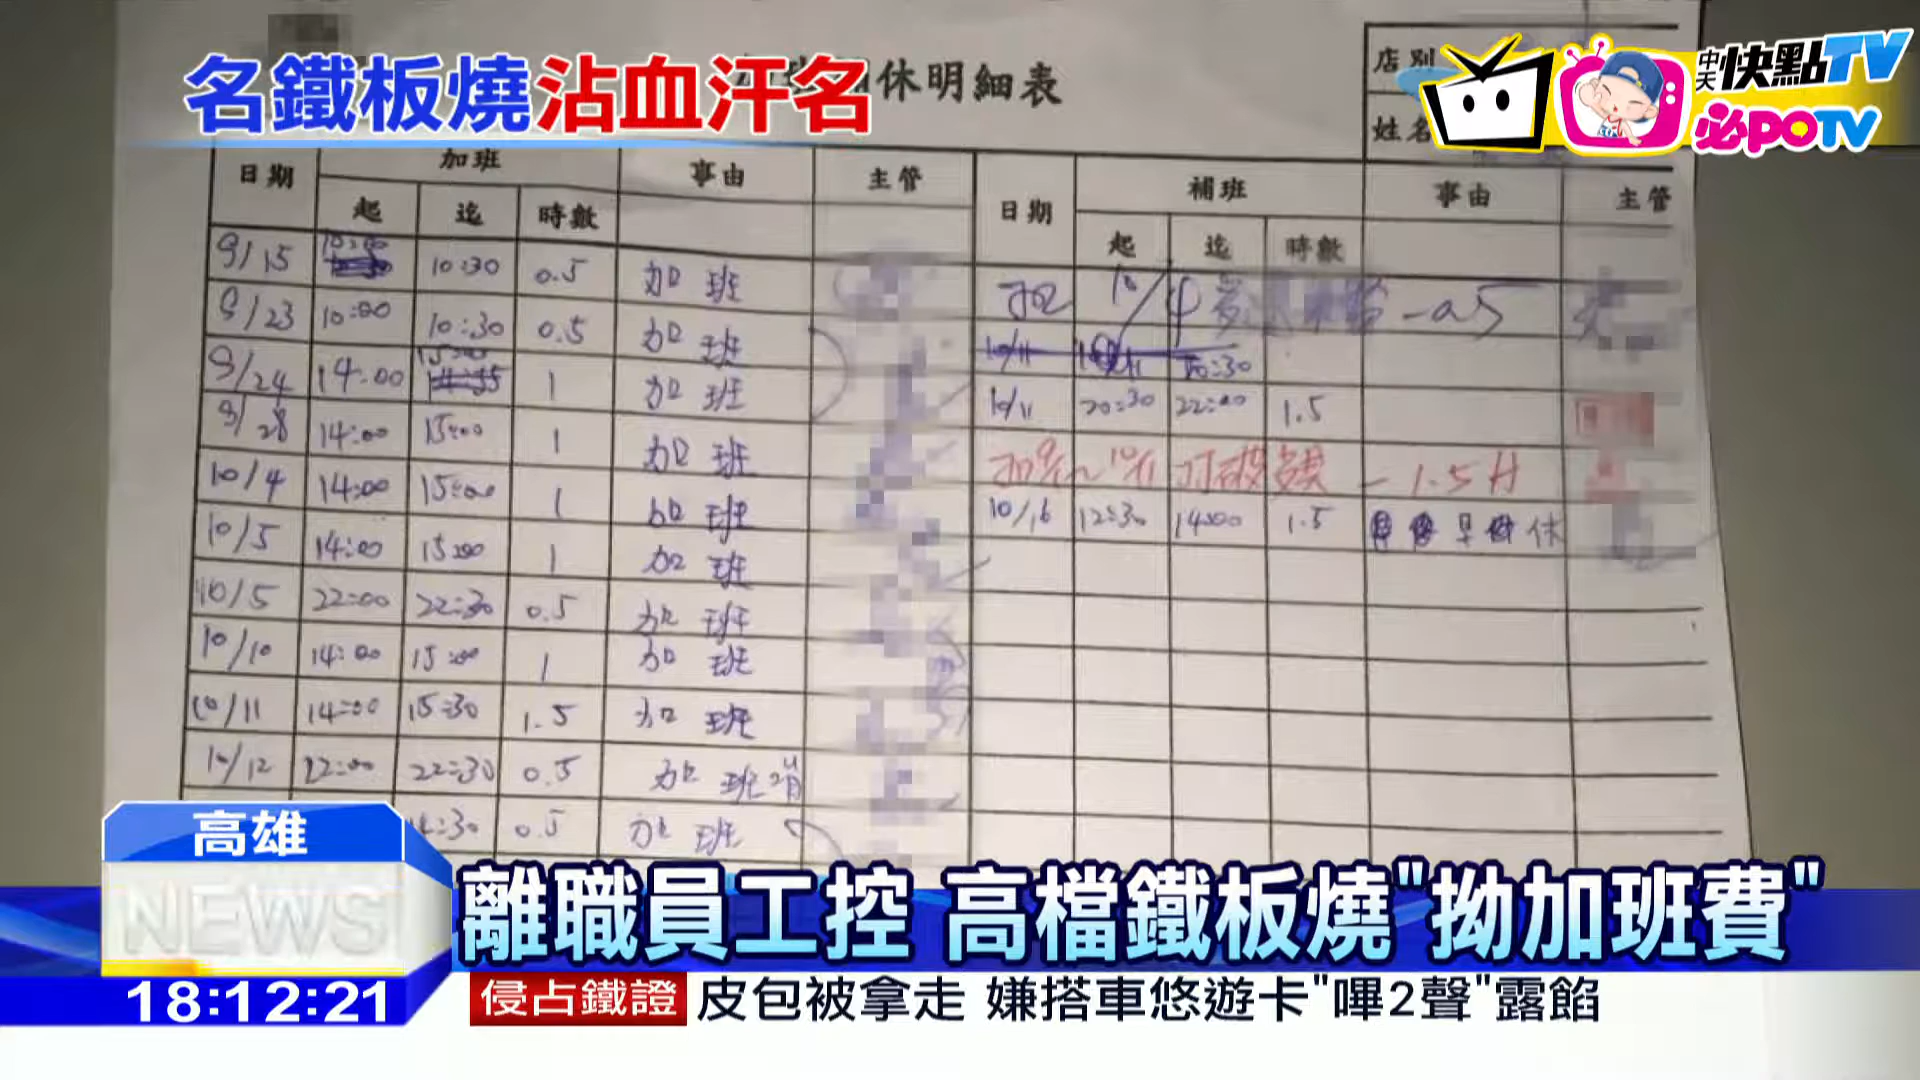 名鐵板燒沾血汗名
休明細表
店別
姓名
中天快點TV
必POTV
日期 加班 事由 主管 日期 補班 事由 主管
起 迄 時數 起 迄 時數
9/15 10:30 0.5 加班
9/23 10:00 10:30 0.5 加班
9/24 14:00 15:00 1 加班
9/28 14:00 15:00 1 加班
10/4 14:00 15:00 1 加班
10/5 14:00 15:00 1 加班
10/5 22:00 22:30 0.5 加班
10/10 14:00 15:00 1 加班
10/11 14:00 15:30 1.5 加班
10/12 22:00 22:30 0.5 加班
:30 0.5 加班
10/11 20:30 22:00 1.5
-1.5H
10/16 12:30 14:00 1.5 早 休
高雄
NEWS
離職員工控 高檔鐵板燒"拗加班費"
18:12:21
侵占鐵證 皮包被拿走 嫌搭車悠遊卡"嗶2聲"露餡